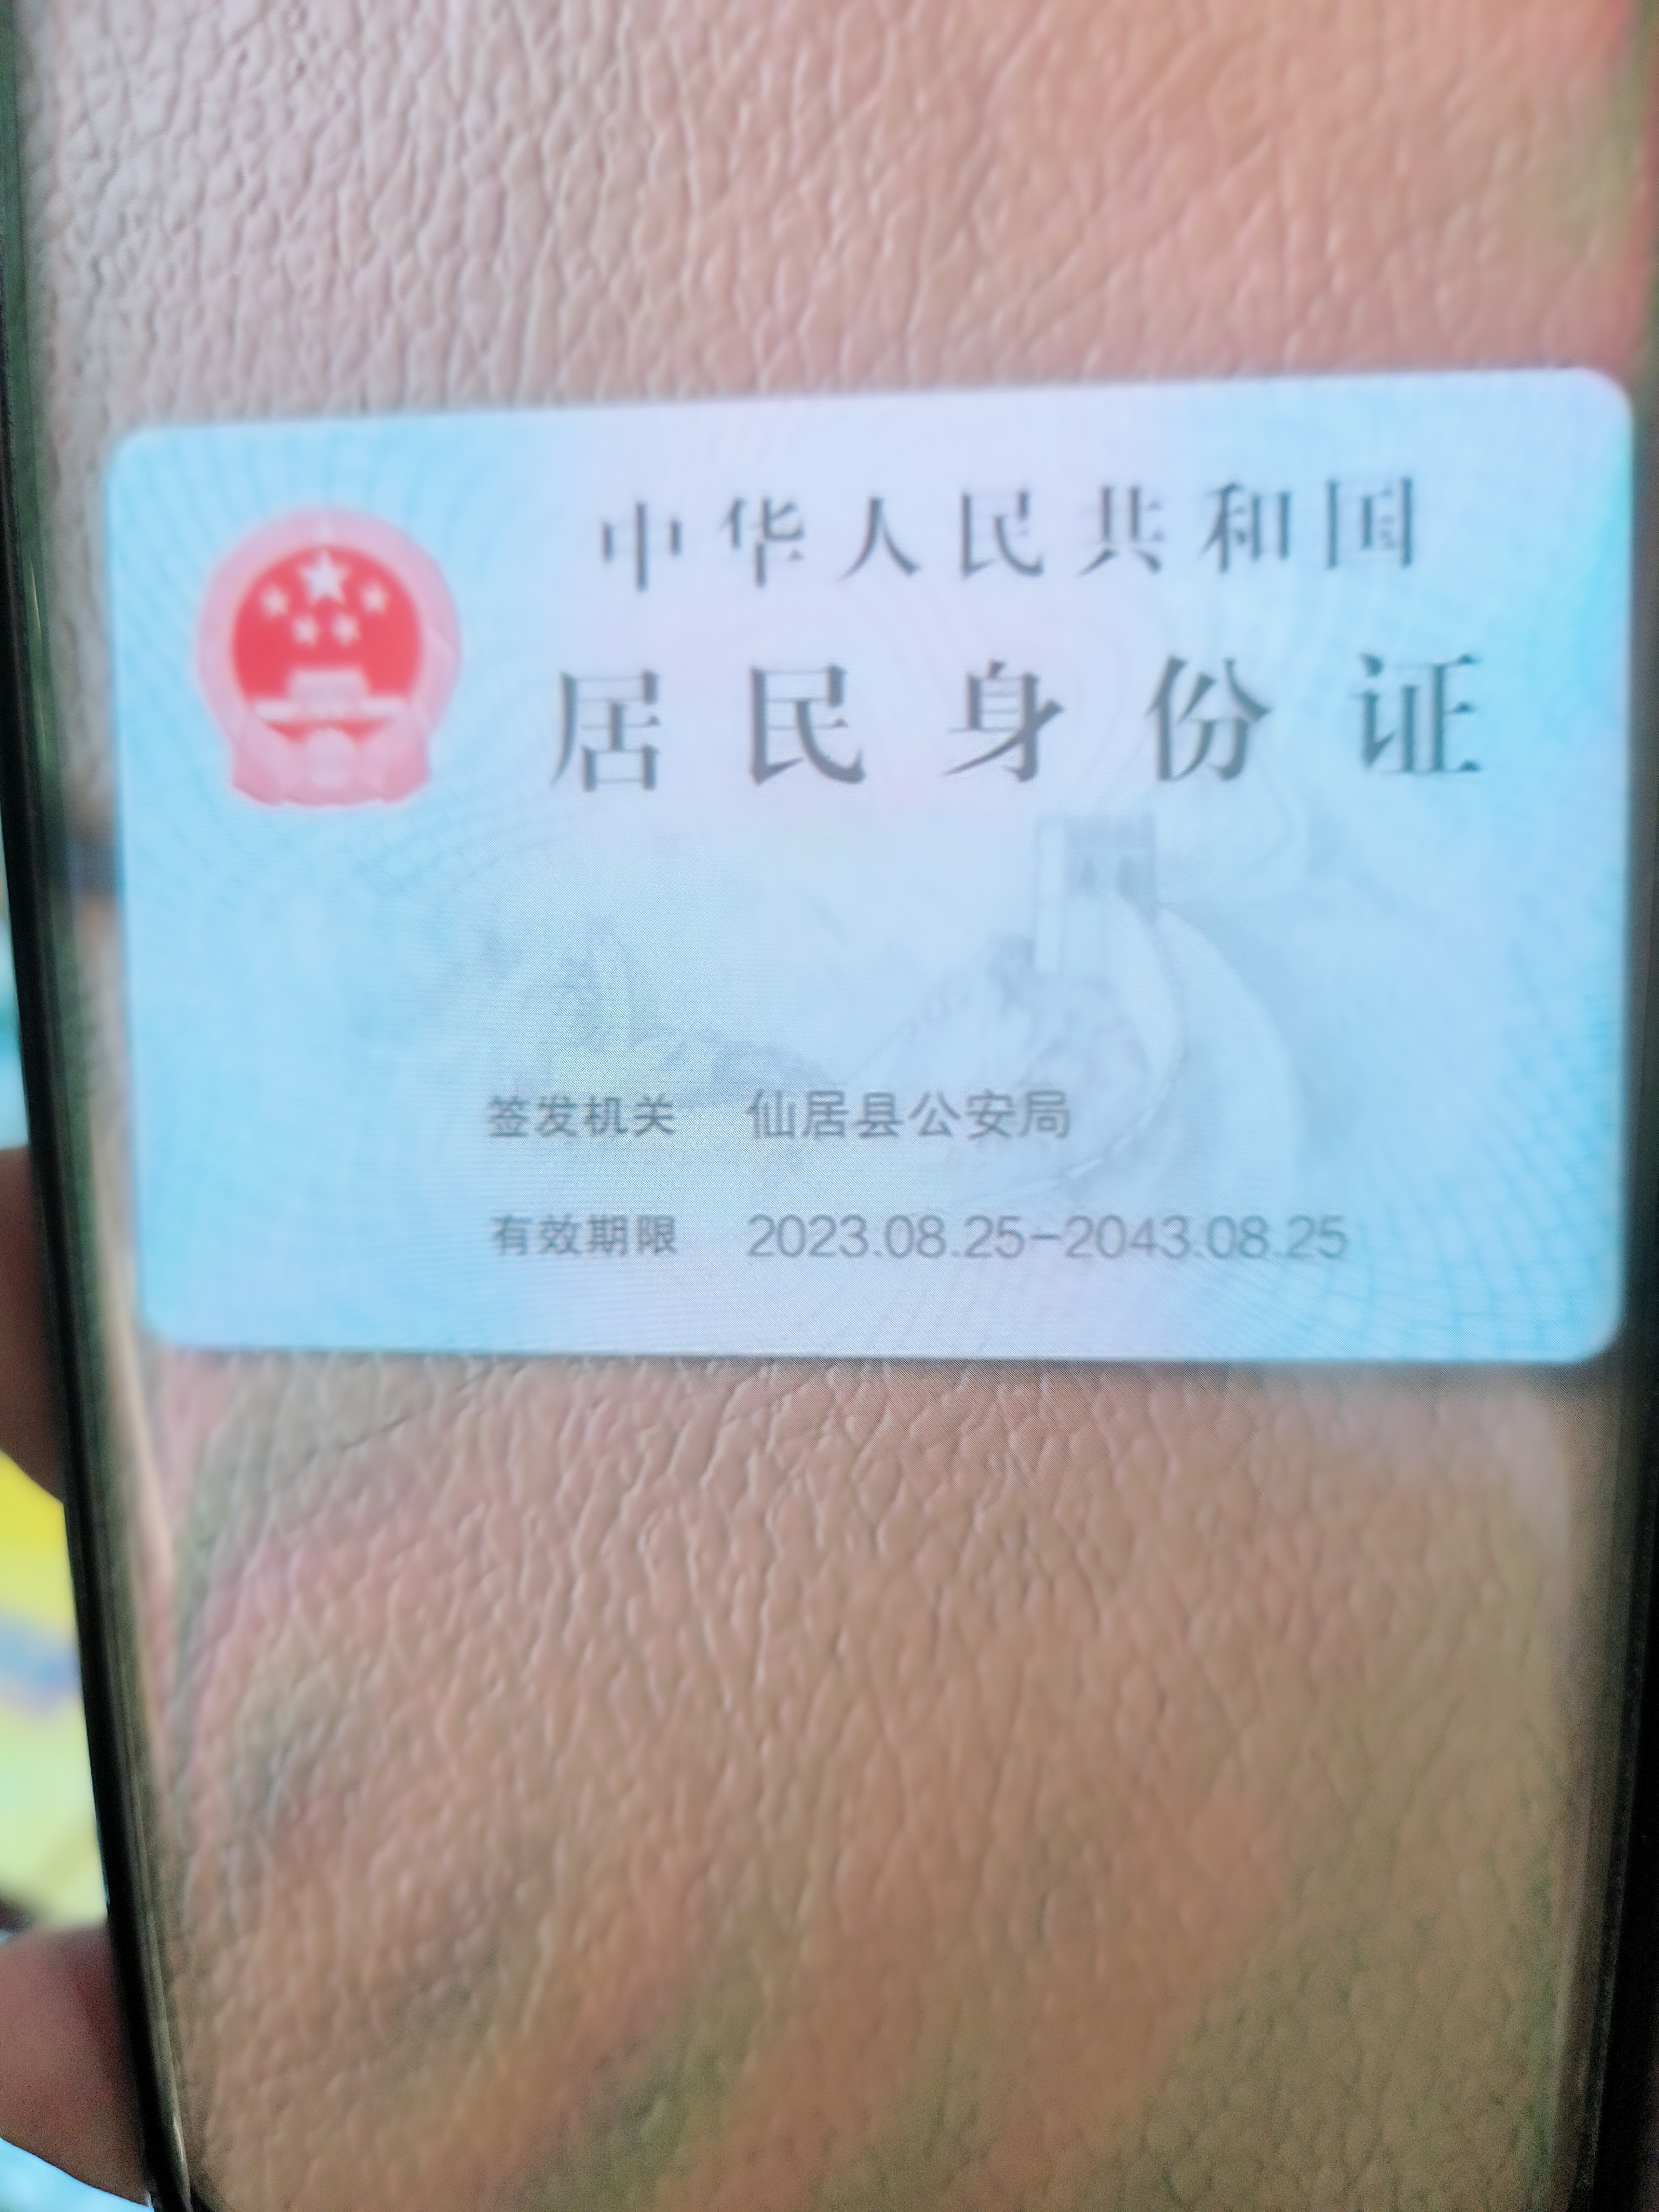 中华人民共和国
居民身份证
签发机关 仙居县公安局
有效期限 2023.08.25-2043.08.25